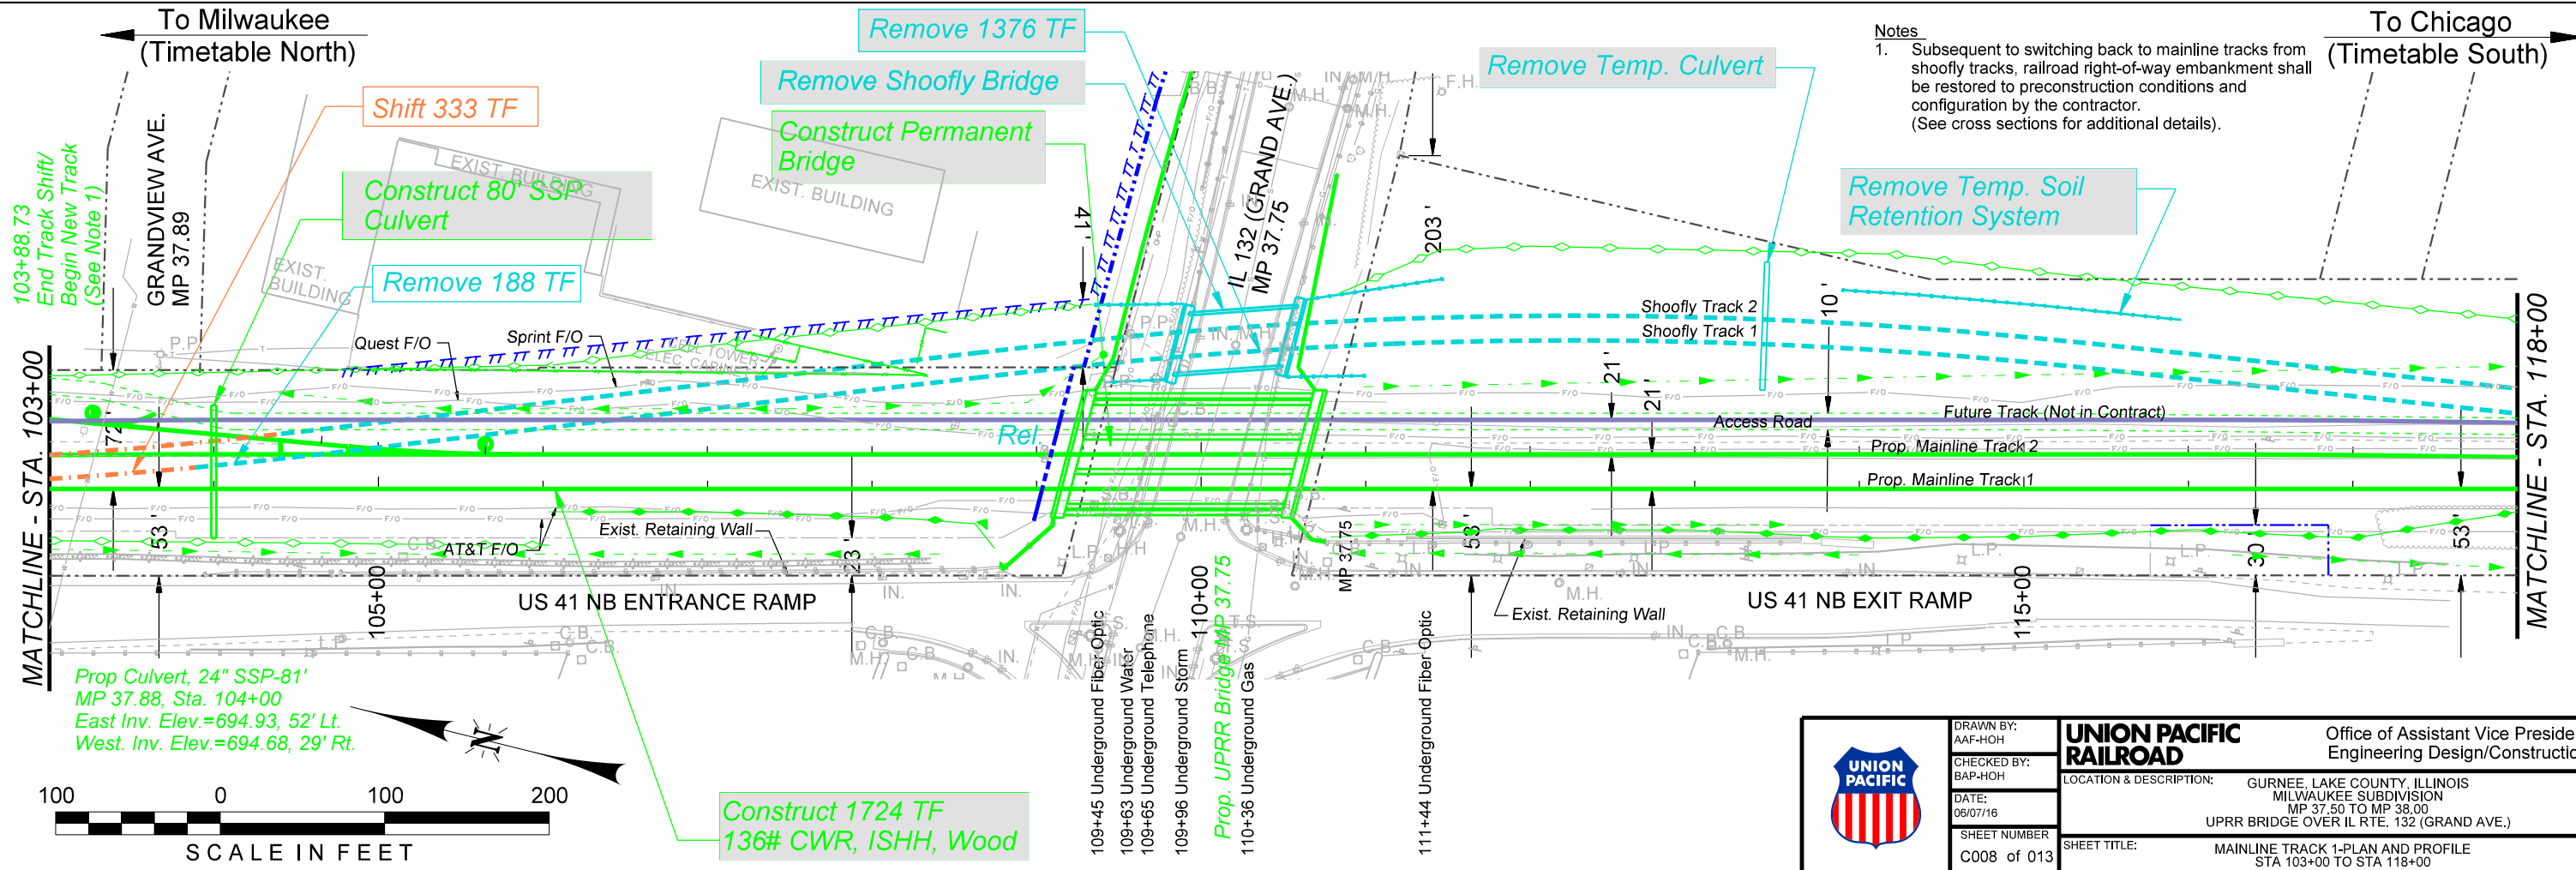 To Milwaukee
(Timetable North)
To Chicago
(Timetable South)
Notes
1. Subsequent to switching back to mainline tracks from
shoofly tracks, railroad right-of-way embankment shall
be restored to preconstruction conditions and
configuration by the contractor.
(See cross sections for additional details).
Remove 1376 TF
Remove Shoofly Bridge
Construct Permanent
Bridge
Remove Temp. Culvert
Remove Temp. Soil
Retention System
Shift 333 TF
Construct 80' SSP
Culvert
Remove 188 TF
103+88.73
End Track Shift/
Begin New Track
(See Note 1)
GRANDVIEW AVE.
MP 37.89
EXIST. BUILDING
EXIST. BUILDING
EXIST.
BUILDING
IL 132 (GRAND AVE.)
MP 37.75
41'
203'
10'
21'
21'
72'
53'
23'
53'
30'
53'
Quest F/O
Sprint F/O
CELL TOWER
ELEC. CABINET
Shoofly Track 2
Shoofly Track 1
Rel.
Access Road
Future Track (Not in Contract)
Prop. Mainline Track 2
Prop. Mainline Track 1
AT&T F/O
Exist. Retaining Wall
Exist. Retaining Wall
MP 37.75
US 41 NB ENTRANCE RAMP
US 41 NB EXIT RAMP
105+00
110+00
115+00
MATCHLINE - STA. 103+00
MATCHLINE - STA. 118+00
109+45 Underground Fiber Optic
109+63 Underground Water
109+65 Underground Telephone
109+96 Underground Storm
Prop. UPRR Bridge MP 37.75
110+36 Underground Gas
111+44 Underground Fiber Optic
Prop Culvert, 24" SSP-81'
MP 37.88, Sta. 104+00
East Inv. Elev.=694.93, 52' Lt.
West. Inv. Elev.=694.68, 29' Rt.
N
100 0 100 200
SCALE IN FEET
Construct 1724 TF
136# CWR, ISHH, Wood
UNION
PACIFIC
DRAWN BY:
AAF-HOH
CHECKED BY:
BAP-HOH
DATE:
06/07/16
SHEET NUMBER
C008 of 013
UNION PACIFIC
RAILROAD
Office of Assistant Vice Preside
Engineering Design/Constructio
LOCATION & DESCRIPTION:
GURNEE, LAKE COUNTY, ILLINOIS
MILWAUKEE SUBDIVISION
MP 37.50 TO MP 38.00
UPRR BRIDGE OVER IL RTE. 132 (GRAND AVE.)
SHEET TITLE:
MAINLINE TRACK 1-PLAN AND PROFILE
STA 103+00 TO STA 118+00